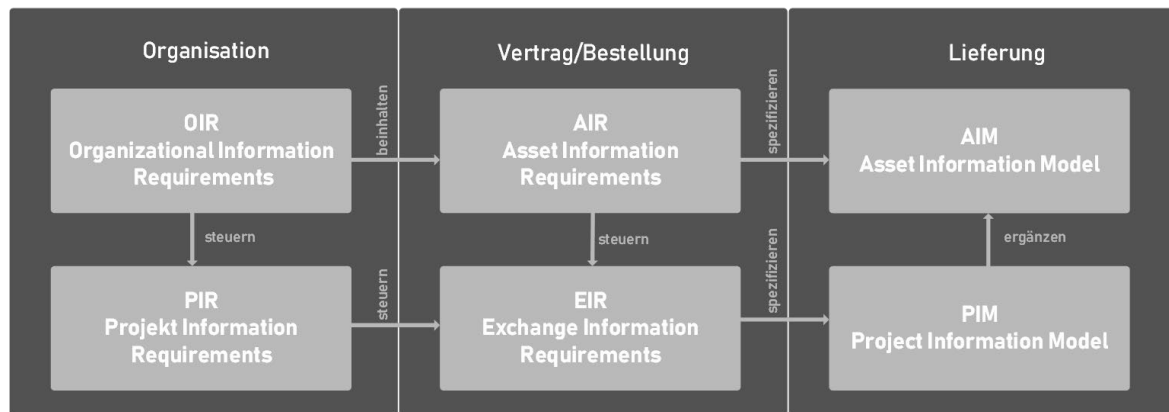 Organisation
OIR
Organizational Information
Requirements
steuern
PIR
Projekt Information
Requirements
beinhalten
steuern
Vertrag/Bestellung
AIR
Asset Information
Requirements
steuern
EIR
Exchange Information
Requirements
spezifizieren
spezifizieren
Lieferung
AIM
Asset Information Model
ergänzen
PIM
Project Information Model